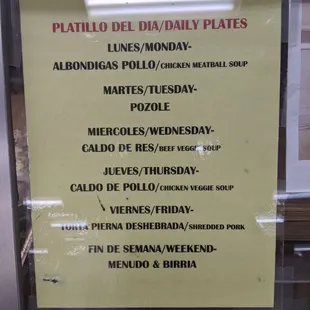 PLATILLO DEL DIA/DAILY PLATES
LUNES/MONDAY-
ALBONDIGAS POLLO/CHICKEN MEATBALL SOUP
MARTES/TUESDAY-
POZOLE
MIERCOLES/WEDNESDAY-
CALDO DE RES/BEEF VEGGIE SOUP
JUEVES/THURSDAY-
CALDO DE POLLO/CHICKEN VEGGIE SOUP
VIERNES/FRIDAY-
TORTA PIERNA DESHEBRADA/SHREDDED PORK
FIN DE SEMANA/WEEKEND-
MENUDO & BIRRIA